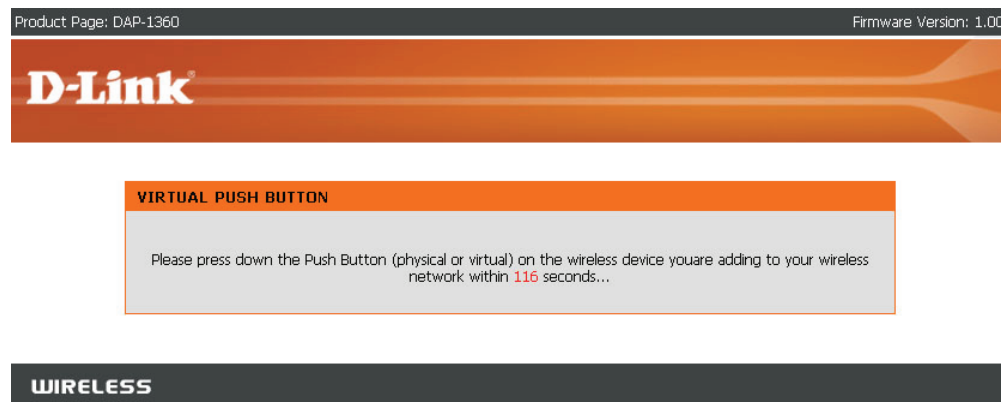 Product Page: DAP-1360
Firmware Version: 1.00
D-Link®
VIRTUAL PUSH BUTTON
Please press down the Push Button (physical or virtual) on the wireless device youare adding to your wireless
network within 116 seconds...
WIRELESS